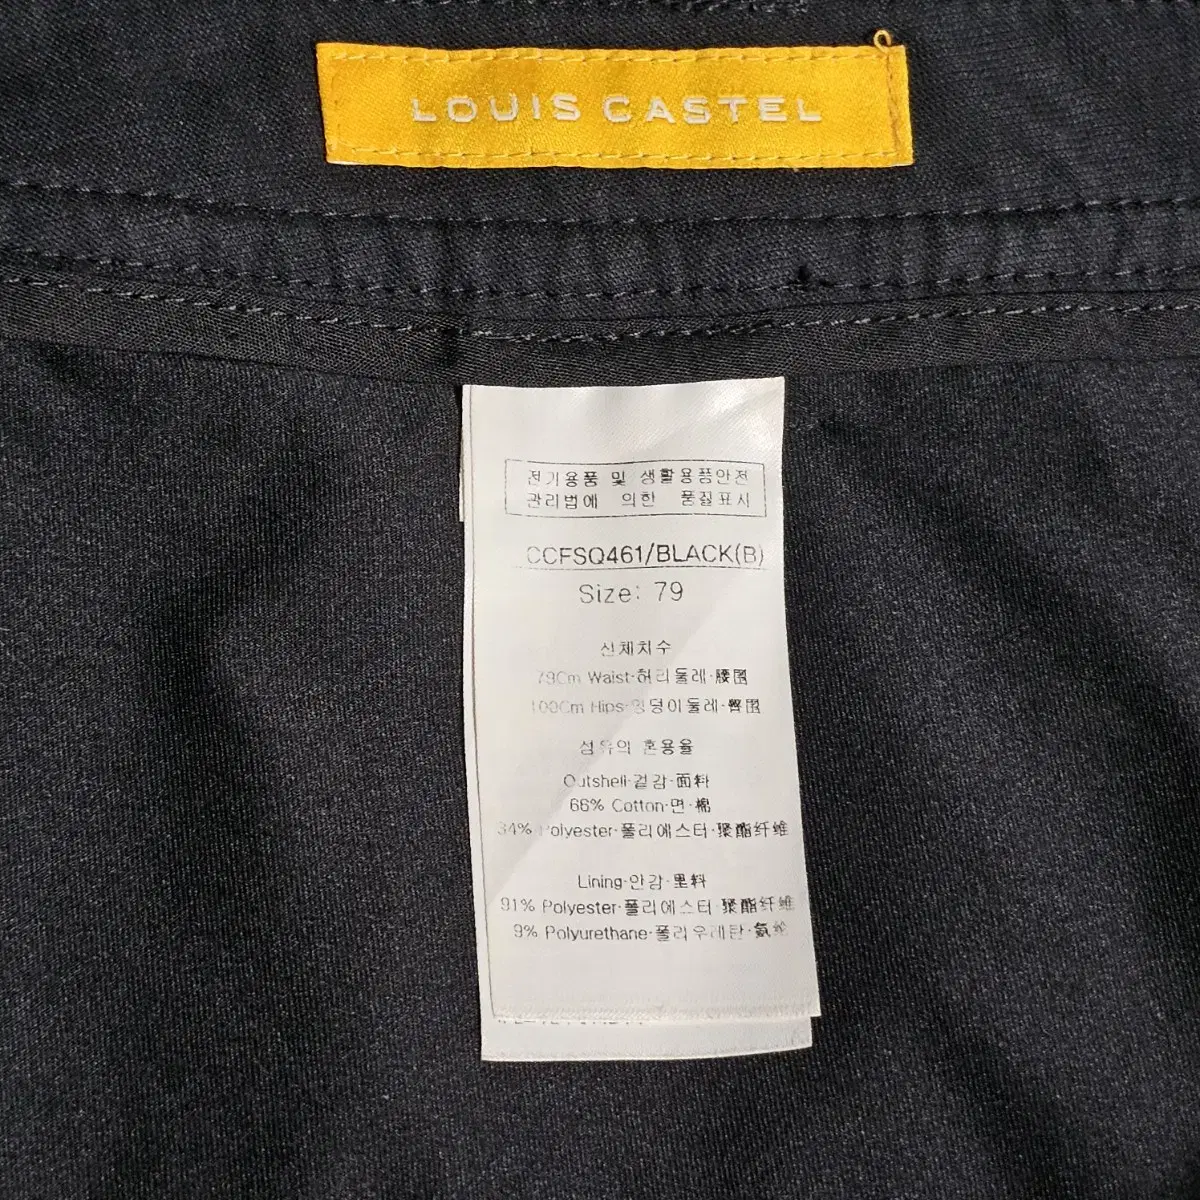 LOUIS CASTEL
전기용품 및 생활용품안전
관리법에 의한 품질표시
CCFSQ461/BLACK(B)
Size: 79
신체치수
79Cm Waist·허리둘레·腰围
100Cm Hips·엉덩이둘레·臀围
섬유의 혼용율
Outshell·겉감·面料
66% Cotton·면·棉
34% Polyester·폴리에스터·聚酯纤维
Lining·안감·里料
91% Polyester·폴리에스터·聚酯纤维
9% Polyurethane·폴리우레탄·氨纶